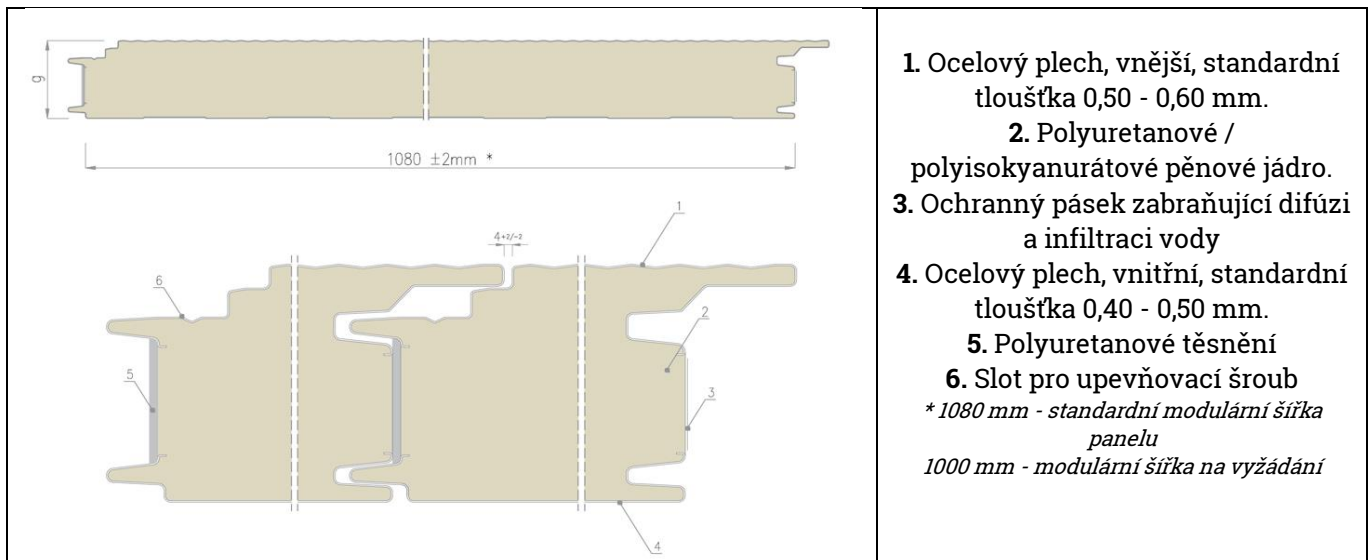 g
1080 ±2mm *
1
4+2/-2
6
2
5
3
4
1. Ocelový plech, vnější, standardní
tloušťka 0,50 - 0,60 mm.
2. Polyuretanové /
polyisokyanurátové pěnové jádro.
3. Ochranný pásek zabraňující difúzi
a infiltraci vody
4. Ocelový plech, vnitřní, standardní
tloušťka 0,40 - 0,50 mm.
5. Polyuretanové těsnění
6. Slot pro upevňovací šroub
* 1080 mm - standardní modulární šířka
panelu
1000 mm - modulární šířka na vyžádání